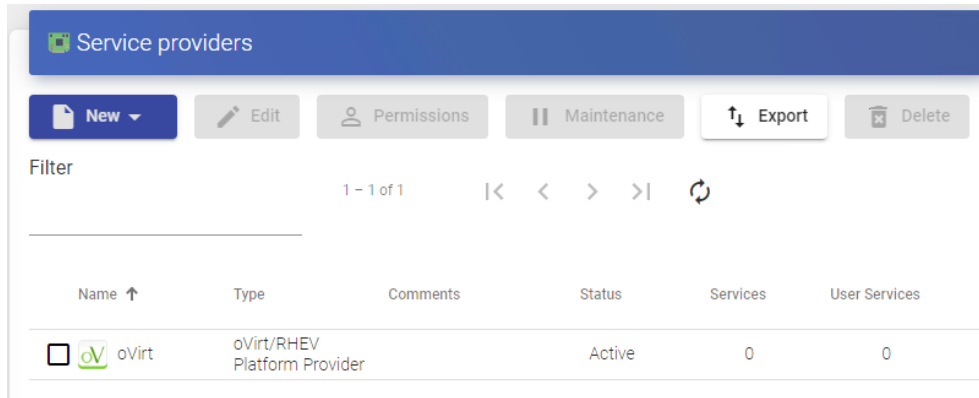 Service providers
New Edit Permissions Maintenance Export Delete
Filter
1 – 1 of 1
Name Type Comments Status Services User Services
oV oVirt oVirt/RHEV Platform Provider Active 0 0